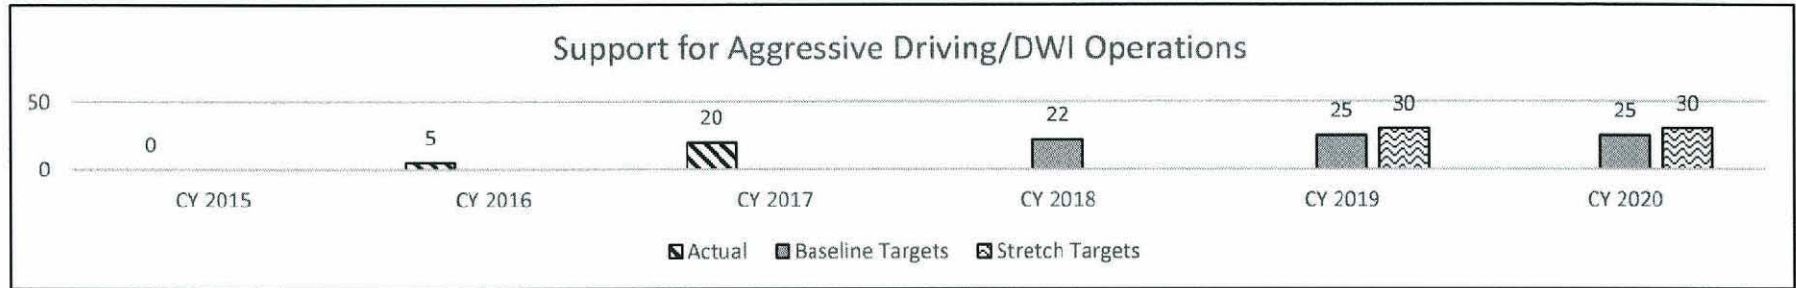 Support for Aggressive Driving/DWI Operations
50
0
0
5
20
22
25
30
25
30
CY 2015
CY 2016
CY 2017
CY 2018
CY 2019
CY 2020
Actual
Baseline Targets
Stretch Targets